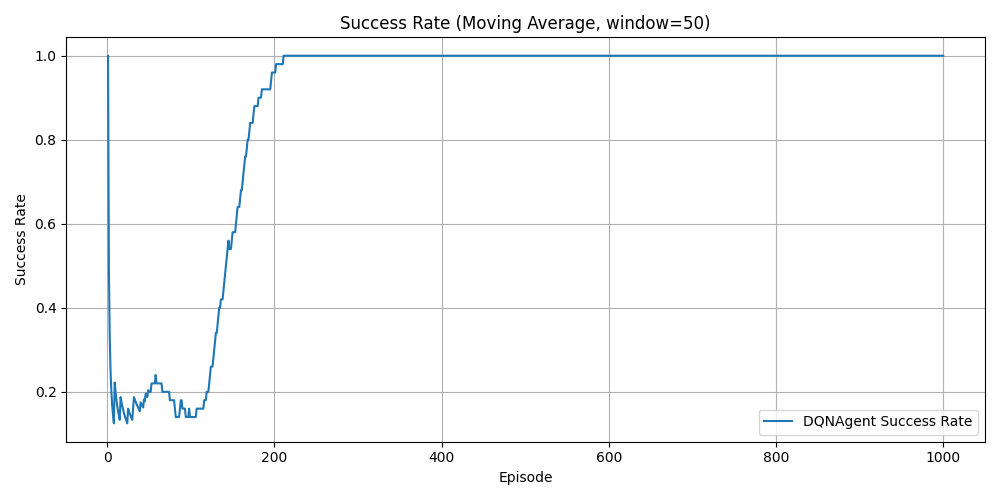 Success Rate (Moving Average, window=50)
Success Rate
1.0
0.8
0.6
0.4
0.2
0 200 400 600 800 1000
Episode
DQNAgent Success Rate